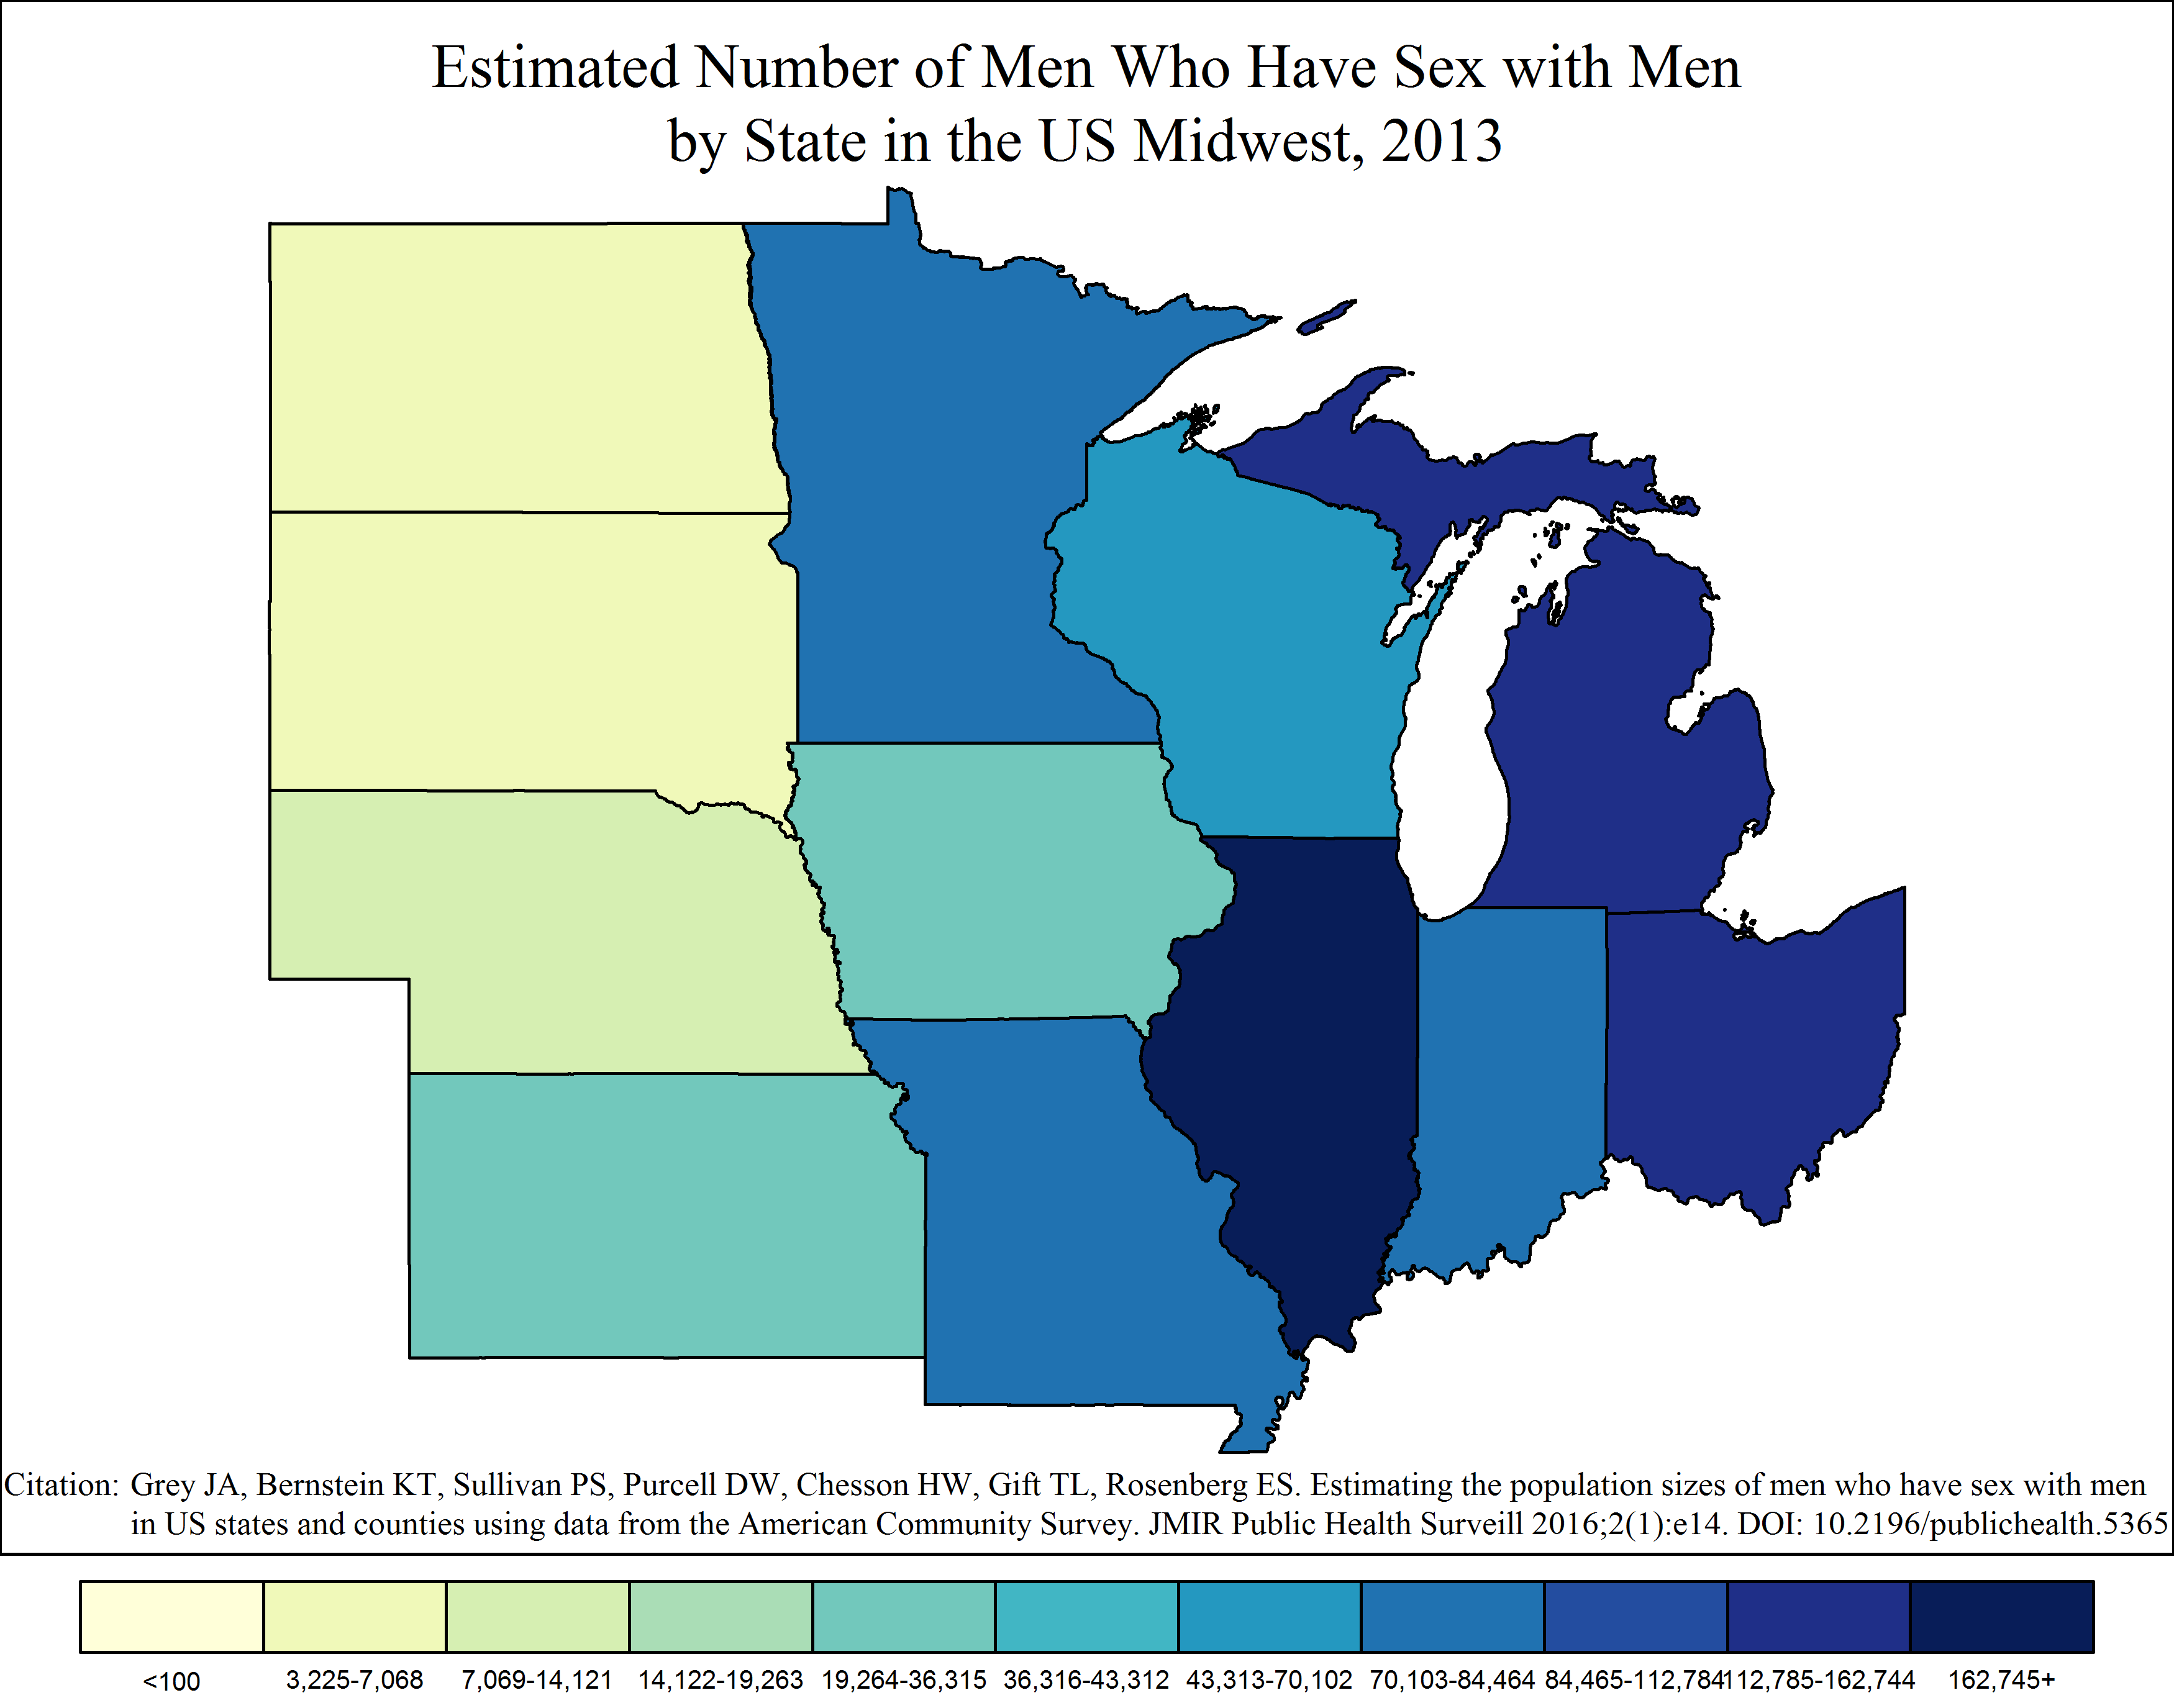 Estimated Number of Men Who Have Sex with Men
by State in the US Midwest, 2013
Citation: Grey JA, Bernstein KT, Sullivan PS, Purcell DW, Chesson HW, Gift TL, Rosenberg ES. Estimating the population sizes of men who have sex with men
in US states and counties using data from the American Community Survey. JMIR Public Health Surveill 2016;2(1):e14. DOI: 10.2196/publichealth.5365
<100 3,225-7,068 7,069-14,121 14,122-19,263 19,264-36,315 36,316-43,312 43,313-70,102 70,103-84,464 84,465-112,784 112,785-162,744 162,745+